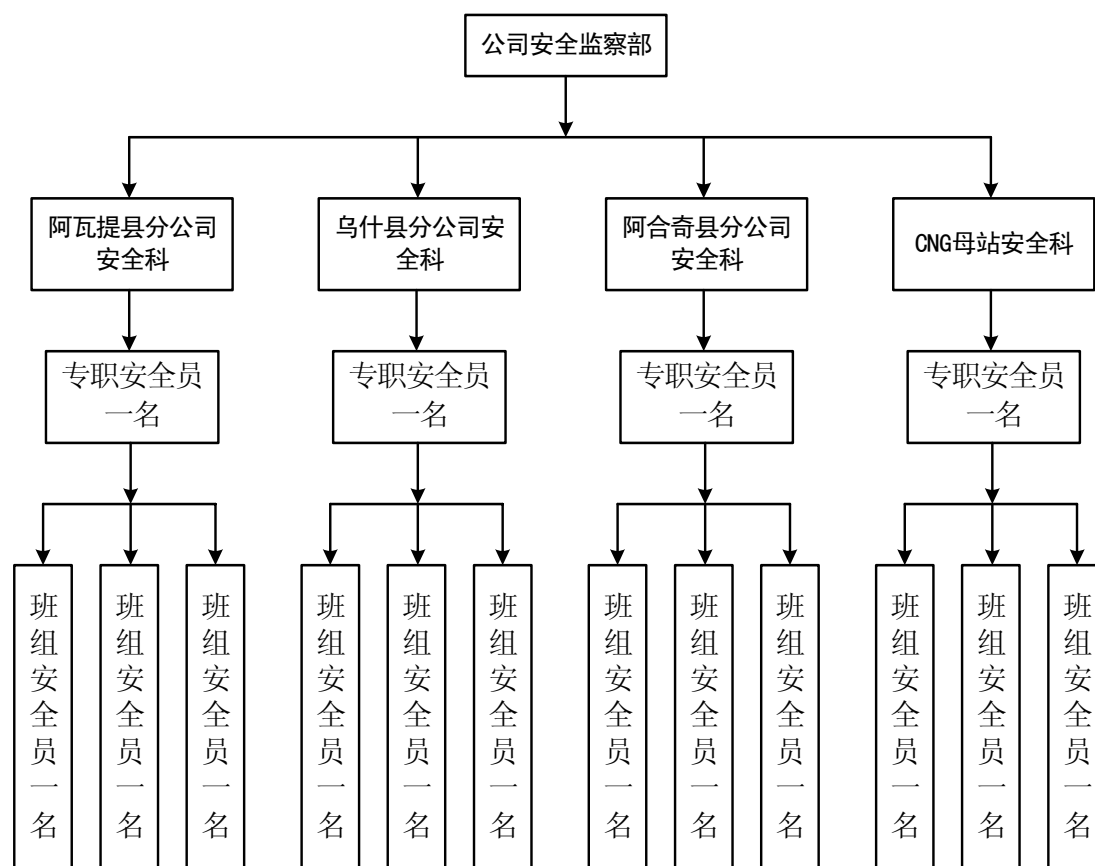 公司安全监察部
阿瓦提县分公司
安全科
乌什县分公司安
全科
阿合奇县分公司
安全科
CNG母站安全科
专职安全员
一名
专职安全员
一名
专职安全员
一名
专职安全员
一名
班组安全员一名
班组安全员一名
班组安全员一名
班组安全员一名
班组安全员一名
班组安全员一名
班组安全员一名
班组安全员一名
班组安全员一名
班组安全员一名
班组安全员一名
班组安全员一名